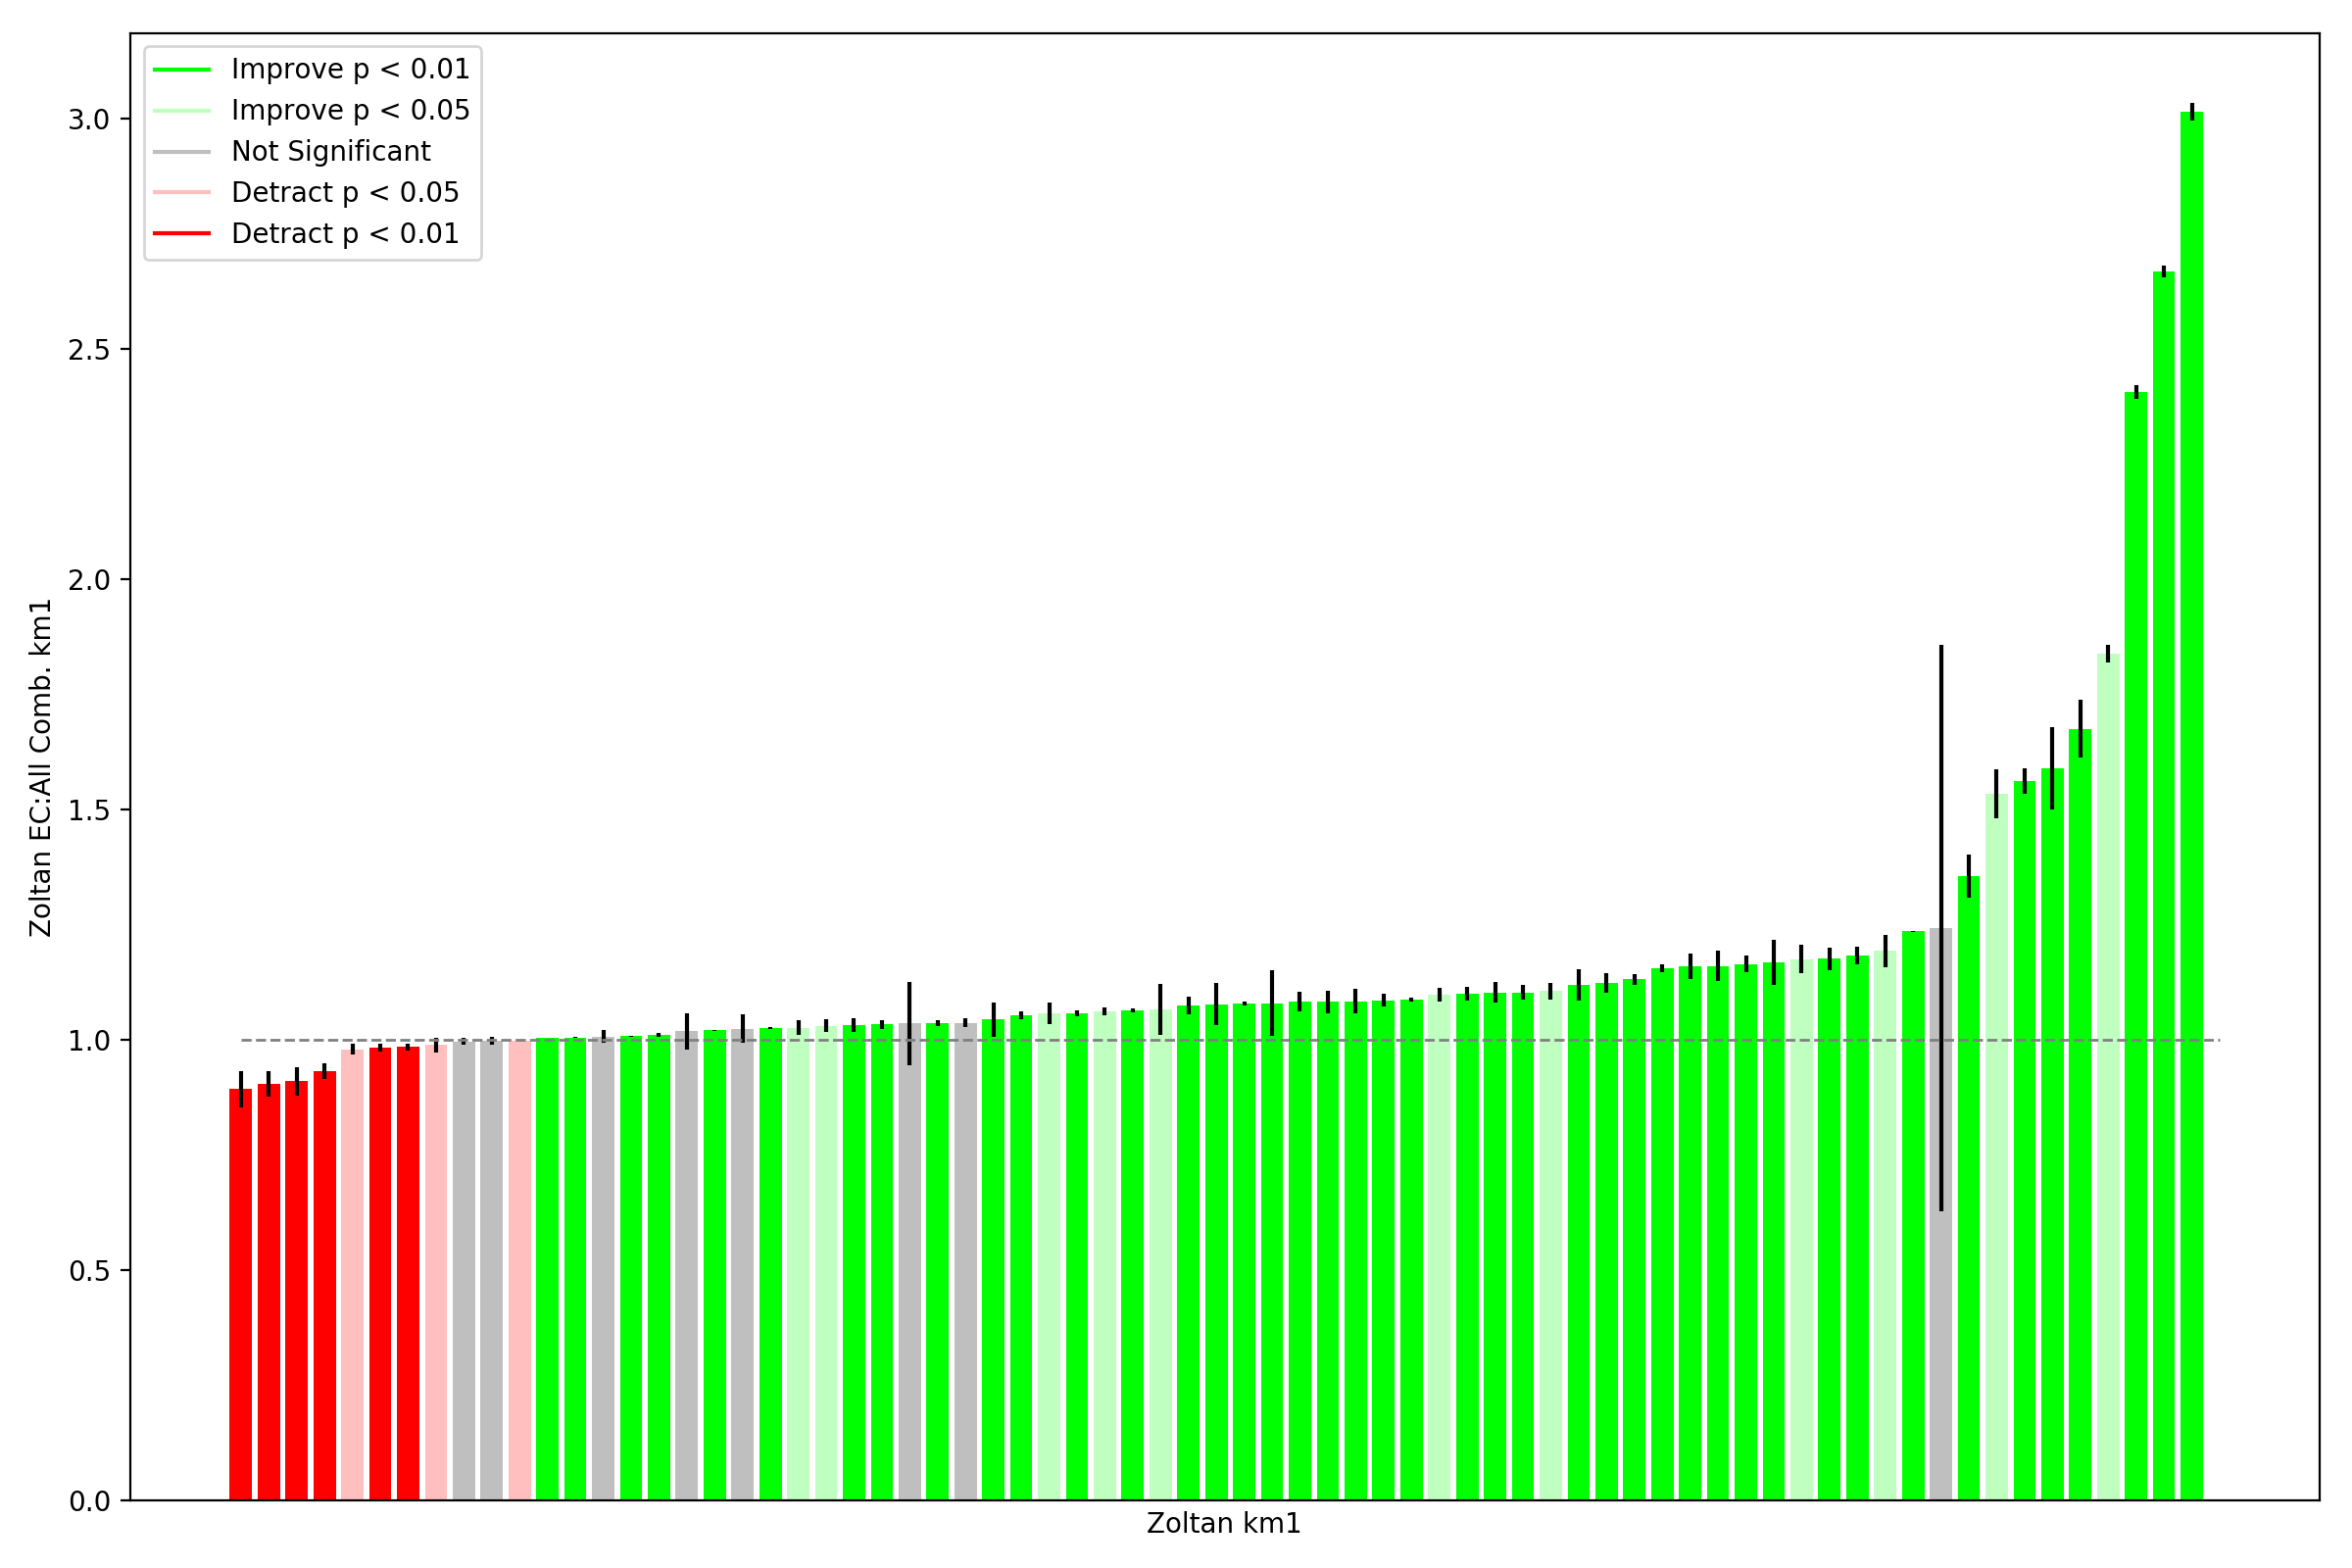 Improve p < 0.01
Improve p < 0.05
Not Significant
Detract p < 0.05
Detract p < 0.01
3.0
2.5
2.0
1.5
1.0
0.5
0.0
Zoltan EC:All Comb. km1
Zoltan km1